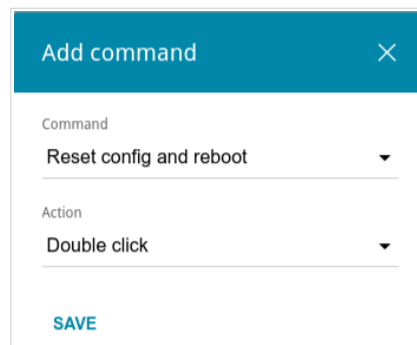 Add command
Command
Reset config and reboot
Action
Double click
SAVE